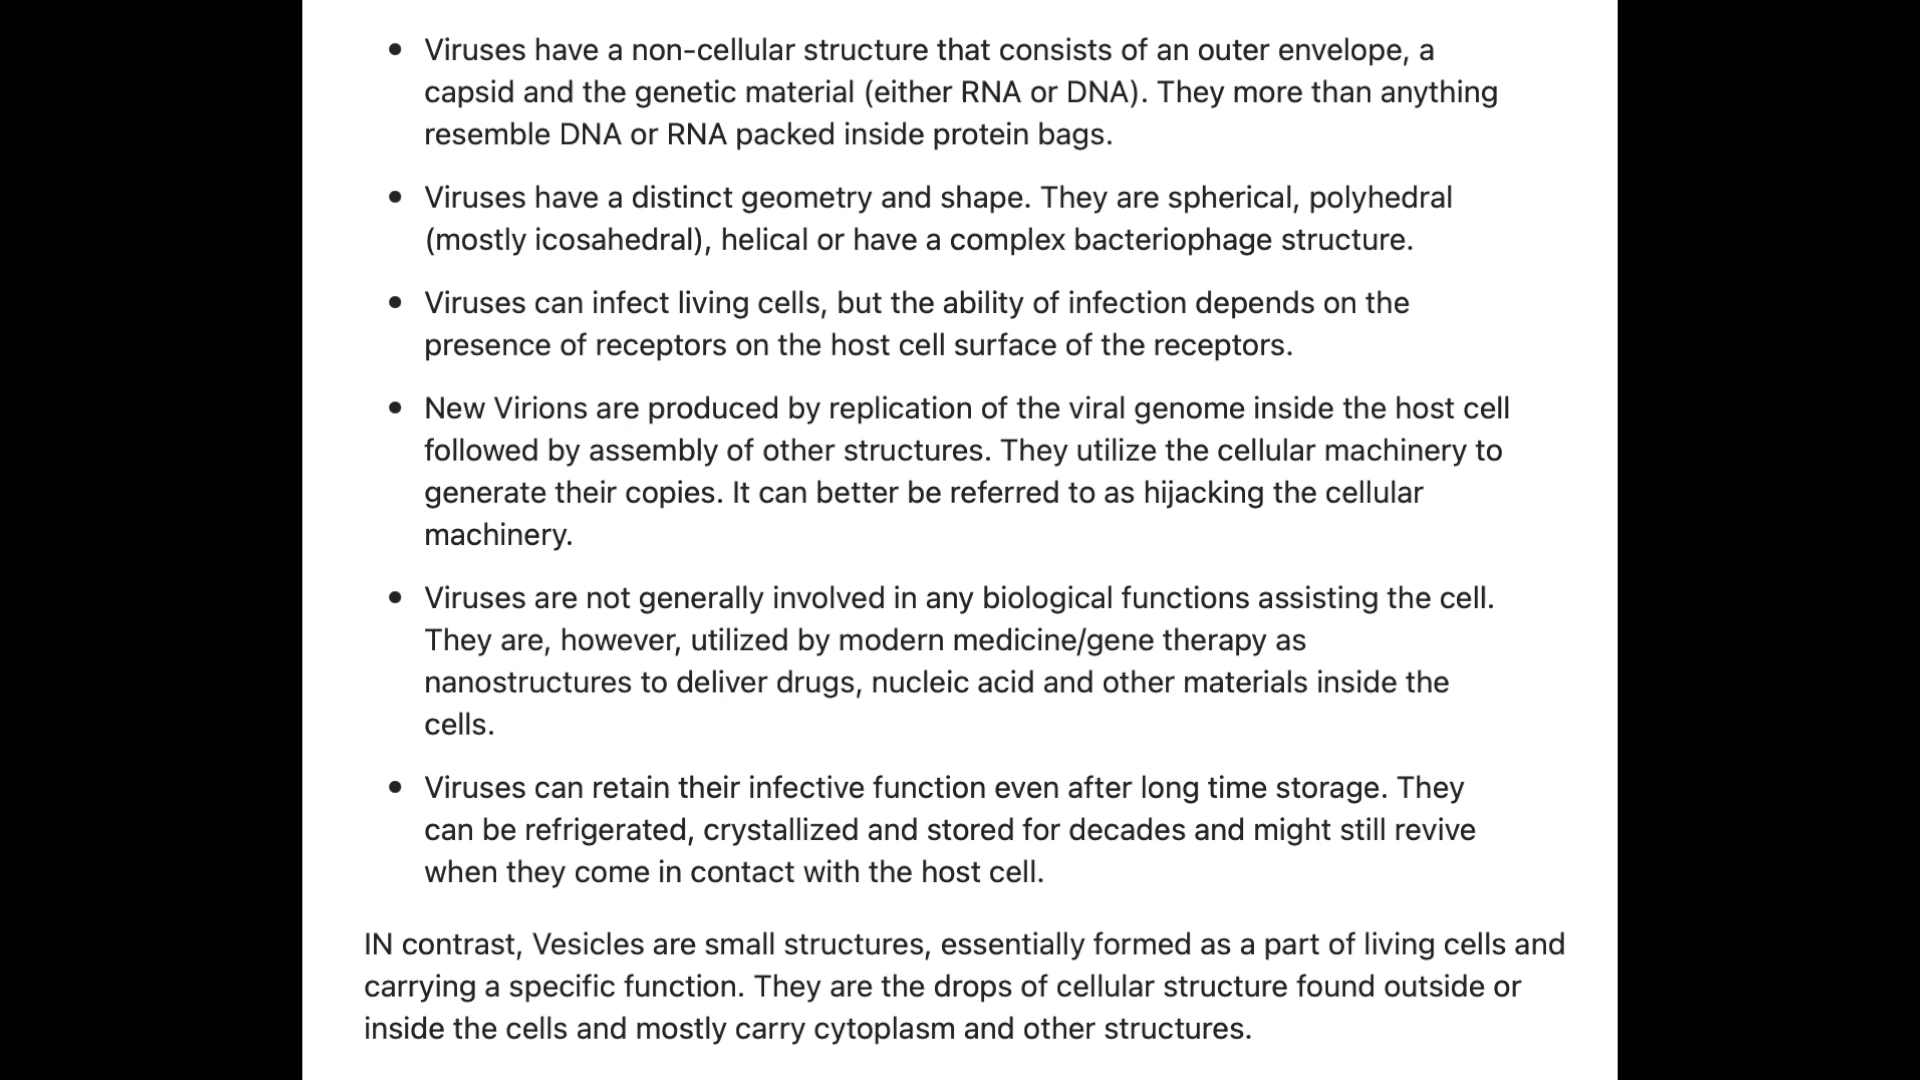 • Viruses have a non-cellular structure that consists of an outer envelope, a
capsid and the genetic material (either RNA or DNA). They more than anything
resemble DNA or RNA packed inside protein bags.
• Viruses have a distinct geometry and shape. They are spherical, polyhedral
(mostly icosahedral), helical or have a complex bacteriophage structure.
• Viruses can infect living cells, but the ability of infection depends on the
presence of receptors on the host cell surface of the receptors.
• New Virions are produced by replication of the viral genome inside the host cell
followed by assembly of other structures. They utilize the cellular machinery to
generate their copies. It can better be referred to as hijacking the cellular
machinery.
• Viruses are not generally involved in any biological functions assisting the cell.
They are, however, utilized by modern medicine/gene therapy as
nanostructures to deliver drugs, nucleic acid and other materials inside the
cells.
• Viruses can retain their infective function even after long time storage. They
can be refrigerated, crystallized and stored for decades and might still revive
when they come in contact with the host cell.
IN contrast, Vesicles are small structures, essentially formed as a part of living cells and
carrying a specific function. They are the drops of cellular structure found outside or
inside the cells and mostly carry cytoplasm and other structures.